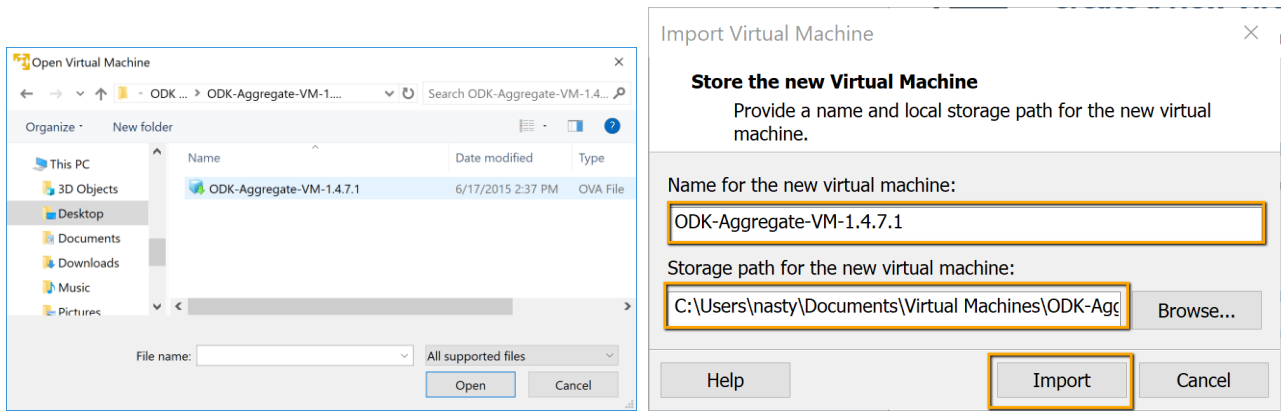 Open Virtual Machine
ODK ... > ODK-Aggregate-VM-1.... Search ODK-Aggregate-VM-1.4...
Organize New folder
This PC
3D Objects
Desktop
Documents
Downloads
Music
Pictures
Name Date modified Type
ODK-Aggregate-VM-1.4.7.1 6/17/2015 2:37 PM OVA File
File name: All supported files
Open Cancel
Import Virtual Machine
Store the new Virtual Machine
Provide a name and local storage path for the new virtual
machine.
Name for the new virtual machine:
ODK-Aggregate-VM-1.4.7.1
Storage path for the new virtual machine:
C:\Users\nasty\Documents\Virtual Machines\ODK-Agg
Browse...
Help Import Cancel